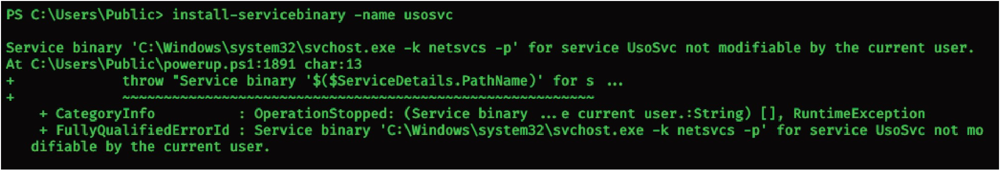 PS C:\Users\Public> install-servicebinary -name usosvc
Service binary 'C:\Windows\system32\svchost.exe -k netsvcs -p' for service UsoSvc not modifiable by the current user.
At C:\Users\Public\powerup.ps1:1891 char:13
+             throw "Service binary '$($ServiceDetails.PathName)' for s ...
+             ~~~~~~~~~~~~~~~~~~~~~~~~~~~~~~~~~~~~~~~~~~~~~~~~~~~~~~~~~
    + CategoryInfo          : OperationStopped: (Service binary ...e current user.:String) [], RuntimeException
    + FullyQualifiedErrorId : Service binary 'C:\Windows\system32\svchost.exe -k netsvcs -p' for service UsoSvc not mo
   difiable by the current user.